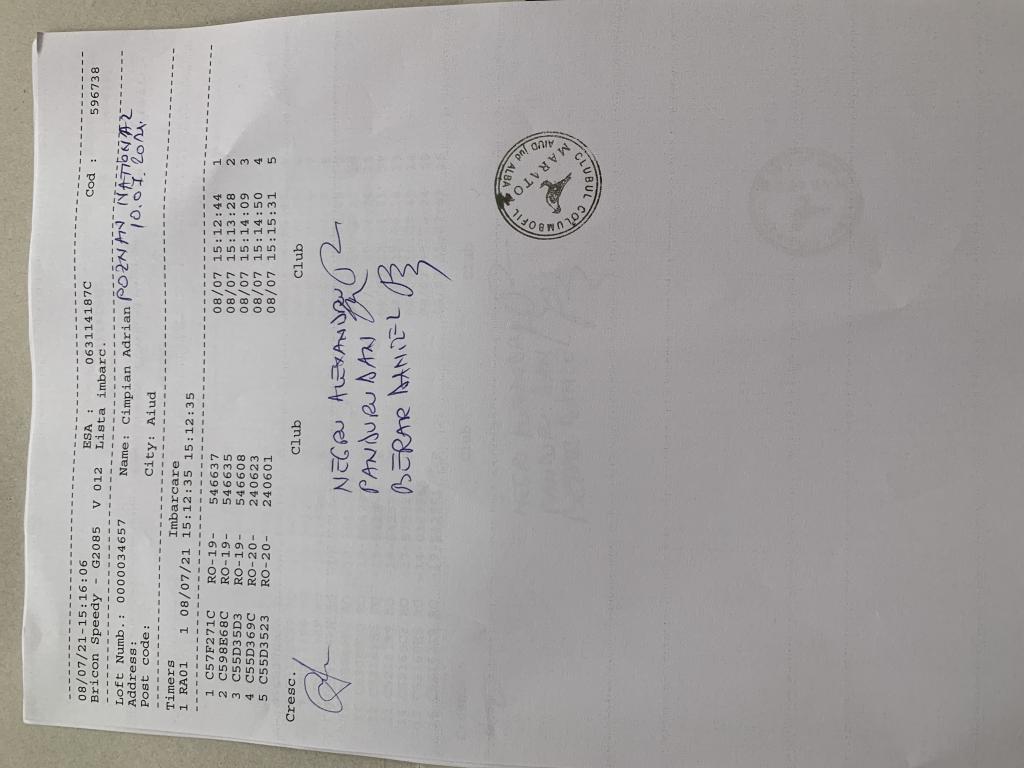 08/07/21-15:16:06 ESA : 063114187C Cod : 596738
Bricon Speedy - G2085 V 012 Lista imbarc.
Loft Numb.: 0000034657 Name: Cimpian Adrian POZNAN NATIONAL
Address: 10.07.2021.
Post code: City: Aiud
Timers Imbarcare
1 RA01 1 08/07/21 15:12:35 15:12:35
1 C57F271C RO-19- 546637 08/07 15:12:44 1
2 C598E68C RO-19- 546635 08/07 15:13:28 2
3 C55D35D3 RO-19- 546608 08/07 15:14:09 3
4 C55D369C RO-20- 240623 08/07 15:14:50 4
5 C55D3523 RO-20- 240601 08/07 15:15:31 5
Cresc. Club Club
NEGRU ALEXANDRU
PANDURU DAN
BERAR DANIEL
CLUBUL COLUMBOFIL
MARATON
AIUD jud ALBA